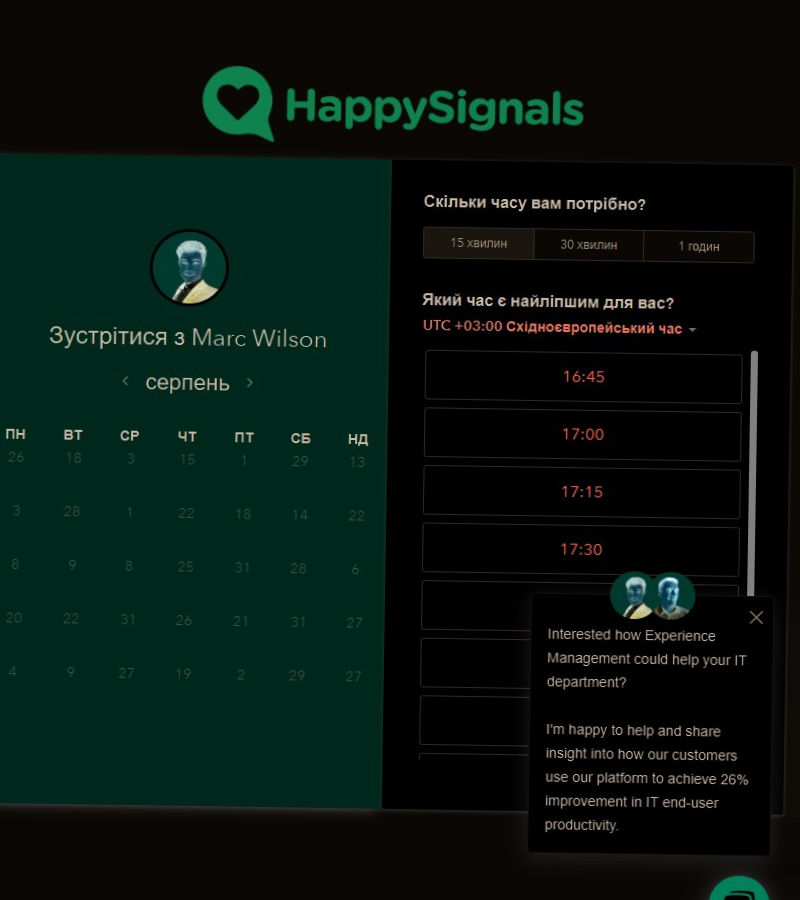 HappySignals
Зустрітися з Marc Wilson
серпень
ПН ВТ СР ЧТ ПТ СБ НД
26 18 3 15 1 29 13
3 28 1 22 18 14 22
8 9 8 25 31 28 6
20 22 31 26 21 31 27
4 9 27 19 2 29 27
Скільки часу вам потрібно?
15 хвилин 30 хвилин 1 годин
Який час є найліпшим для вас?
UTC +03:00 Східноєвропейський час
16:45
17:00
17:15
17:30
Interested how Experience
Management could help your IT
department?
I'm happy to help and share
insight into how our customers
use our platform to achieve 26%
improvement in IT end-user
productivity.